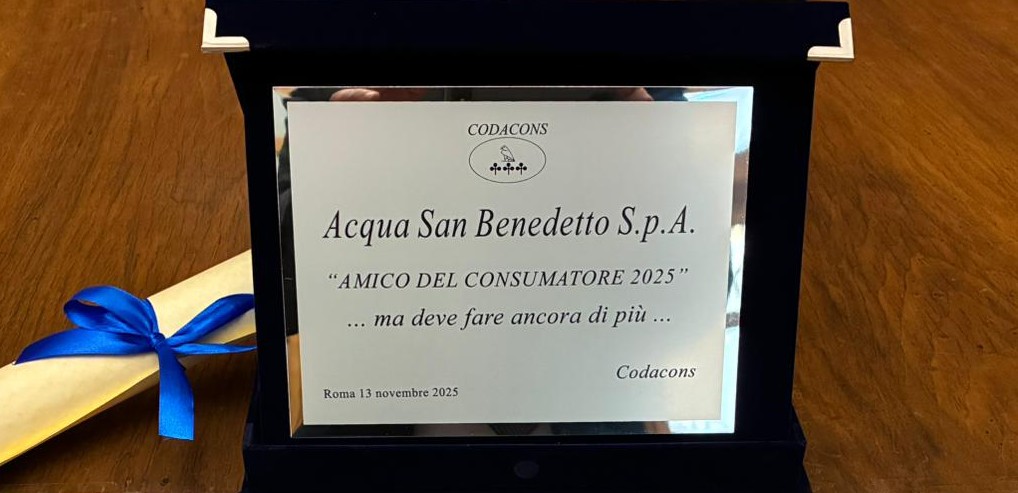 CODACONS
Acqua San Benedetto S.p.A.
“AMICO DEL CONSUMATORE 2025”
... ma deve fare ancora di più ...
Codacons
Roma 13 novembre 2025